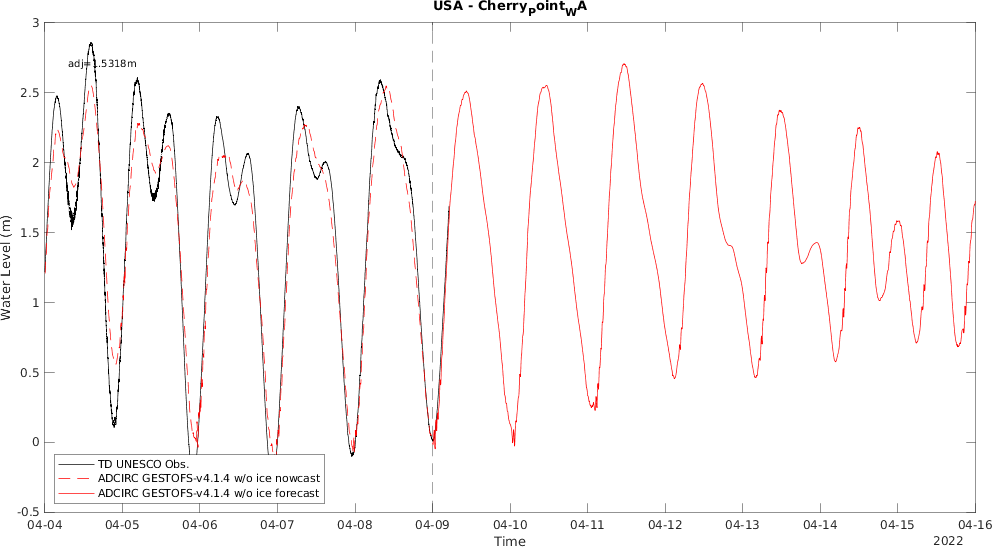 USA - CherryPointWA
adj=1.5318m
Water Level (m)
3
2.5
2
1.5
1
0.5
0
-0.5
TD UNESCO Obs.
ADCIRC GESTOFS-v4.1.4 w/o ice nowcast
ADCIRC GESTOFS-v4.1.4 w/o ice forecast
04-04 04-05 04-06 04-07 04-08 04-09 04-10 04-11 04-12 04-13 04-14 04-15 04-16
Time
2022